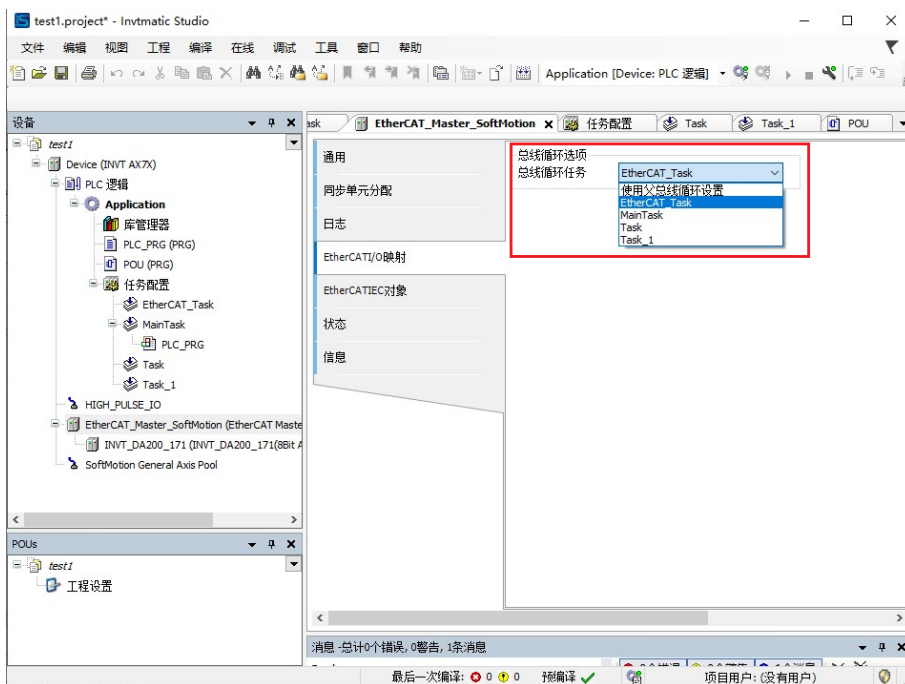 test1.project* - Invtmatic Studio
文件 编辑 视图 工程 编译 在线 调试 工具 窗口 帮助
Application [Device: PLC 逻辑]
设备
test1
Device (INVT AX7X)
PLC 逻辑
Application
库管理器
PLC_PRG (PRG)
POU (PRG)
任务配置
EtherCAT_Task
MainTask
PLC_PRG
Task
Task_1
HIGH_PULSE_IO
EtherCAT_Master_SoftMotion (EtherCAT Maste
INVT_DA200_171 (INVT_DA200_171(8Bit A
SoftMotion General Axis Pool
POUs
test1
工程设置
ask EtherCAT_Master_SoftMotion 任务配置 Task Task_1 POU
通用
同步单元分配
日志
EtherCATI/O映射
EtherCATIEC对象
状态
信息
总线循环选项
总线循环任务 EtherCAT_Task
使用父总线循环设置
EtherCAT_Task
MainTask
Task
Task_1
消息 -总计0个错误, 0警告, 1条消息
最后一次编译: 0 0 预编译 项目用户: (没有用户)